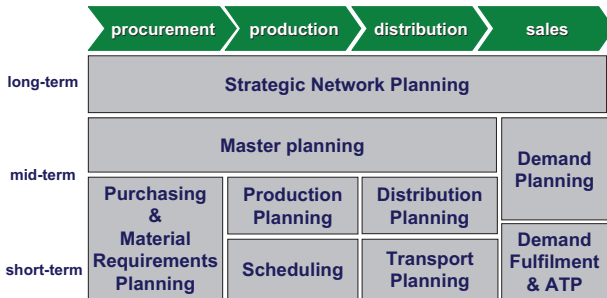 procurement
production
distribution
sales
long-term
Strategic Network Planning
mid-term
Master planning
Demand
Planning
Purchasing
&
Material
Requirements
Planning
Production
Planning
Distribution
Planning
short-term
Scheduling
Transport
Planning
Demand
Fulfilment
& ATP